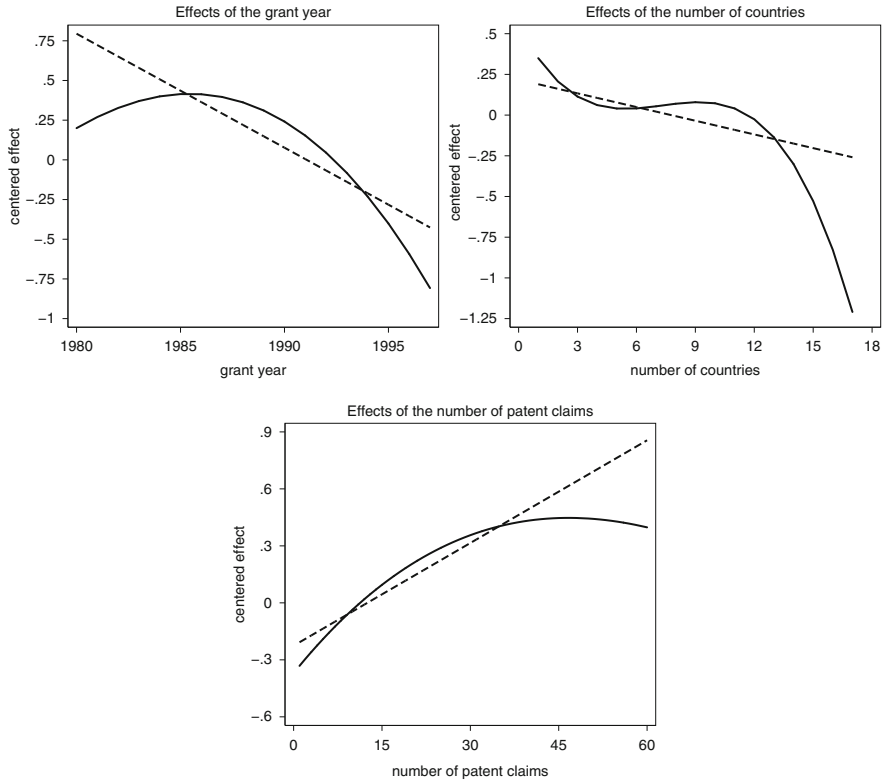 Effects of the grant year
.75
.5
.25
0
−.25
−.5
−.75
−1
centered effect
1980 1985 1990 1995
grant year
Effects of the number of countries
.5
.25
0
−.25
−.5
−.75
−1
−1.25
centered effect
0 3 6 9 12 15 18
number of countries
Effects of the number of patent claims
.9
.6
.3
0
−.3
−.6
centered effect
0 15 30 45 60
number of patent claims